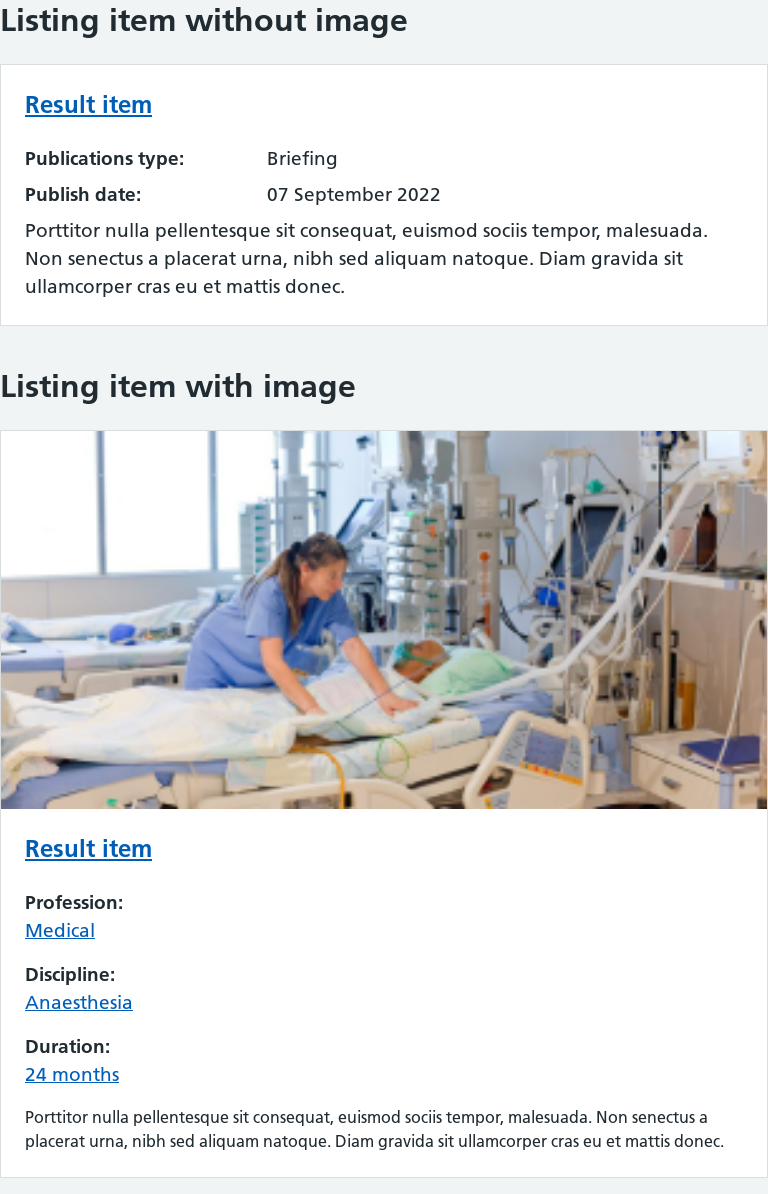 Listing item without image
Result item
Publications type: Briefing
Publish date: 07 September 2022
Porttitor nulla pellentesque sit consequat, euismod sociis tempor, malesuada.
Non senectus a placerat urna, nibh sed aliquam natoque. Diam gravida sit
ullamcorper cras eu et mattis donec.
Listing item with image
Result item
Profession:
Medical
Discipline:
Anaesthesia
Duration:
24 months
Porttitor nulla pellentesque sit consequat, euismod sociis tempor, malesuada. Non senectus a
placerat urna, nibh sed aliquam natoque. Diam gravida sit ullamcorper cras eu et mattis donec.